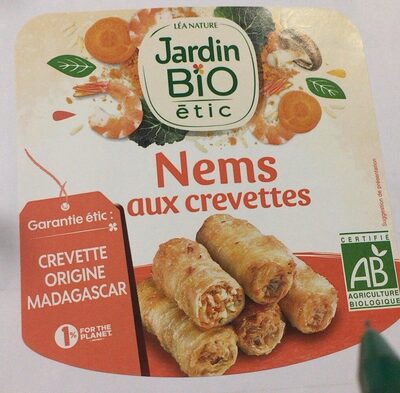 LÉA NATURE
Jardin
BiO
étic
Nems
aux crevettes
Suggestion de présentation
Garantie étic :
CREVETTE
ORIGINE
MADAGASCAR
1%
FOR THE
PLANET
CERTIFIÉ
AB
AGRICULTURE
BIOLOGIQUE